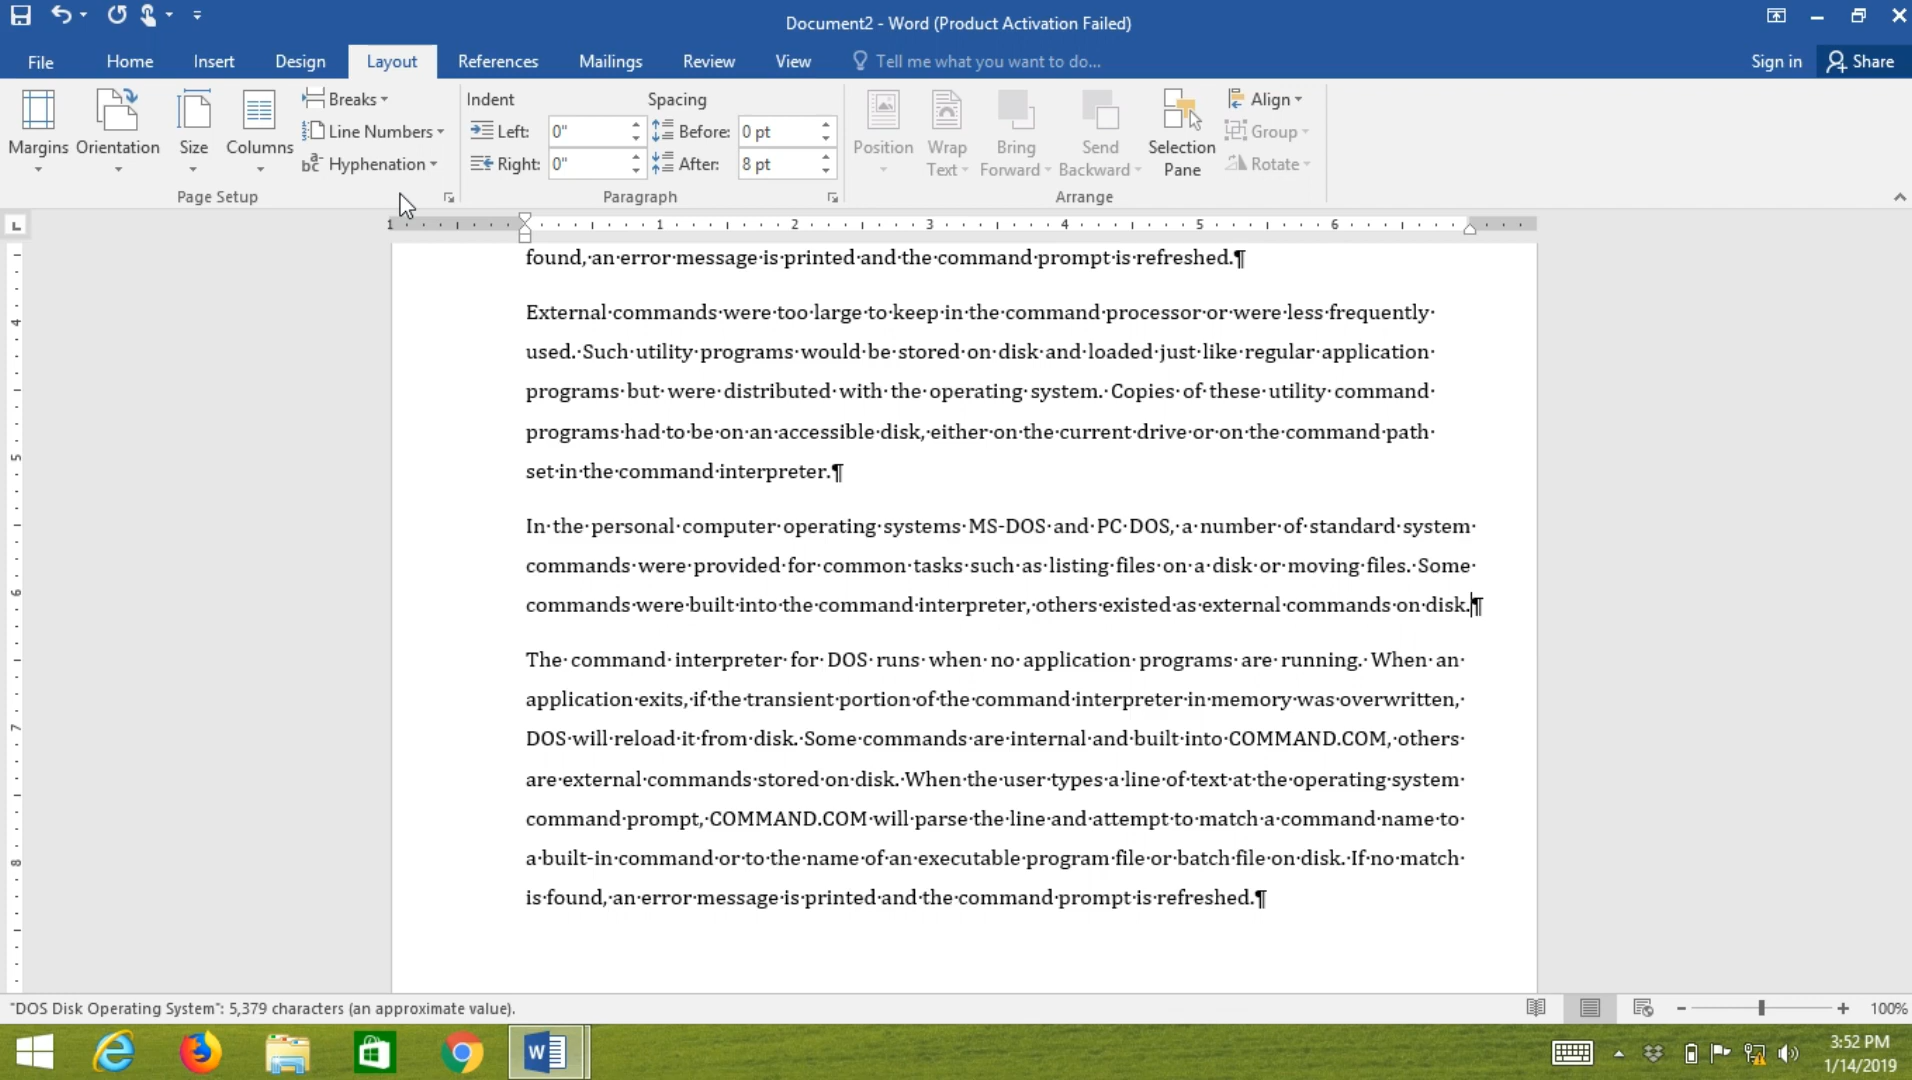 Document2 - Word (Product Activation Failed)
File Home Insert Design Layout References Mailings Review View Tell me what you want to do... Sign in Share
Margins Orientation Size Columns
Breaks
Line Numbers
Hyphenation
Page Setup
Indent Spacing
Left: 0" Before: 0 pt
Right: 0" After: 8 pt
Paragraph
Position
Wrap Text
Bring Forward
Send Backward
Selection Pane
Align
Group
Rotate
Arrange
L
1 1 2 3 4 5 6
4
5
6
7
8
found, an error message is printed and the command prompt is refreshed.¶
External commands were too large to keep in the command processor or were less frequently
used. Such utility programs would be stored on disk and loaded just like regular application
programs but were distributed with the operating system. Copies of these utility command
programs had to be on an accessible disk, either on the current drive or on the command path
set in the command interpreter.¶
In the personal computer operating systems MS-DOS and PC DOS, a number of standard system
commands were provided for common tasks such as listing files on a disk or moving files. Some
commands were built into the command interpreter, others existed as external commands on disk.¶
The command interpreter for DOS runs when no application programs are running. When an
application exits, if the transient portion of the command interpreter in memory was overwritten,
DOS will reload it from disk. Some commands are internal and built into COMMAND.COM, others
are external commands stored on disk. When the user types a line of text at the operating system
command prompt, COMMAND.COM will parse the line and attempt to match a command name to
a built-in command or to the name of an executable program file or batch file on disk. If no match
is found, an error message is printed and the command prompt is refreshed.¶
"DOS Disk Operating System": 5,379 characters (an approximate value).
100%
3:52 PM
1/14/2019